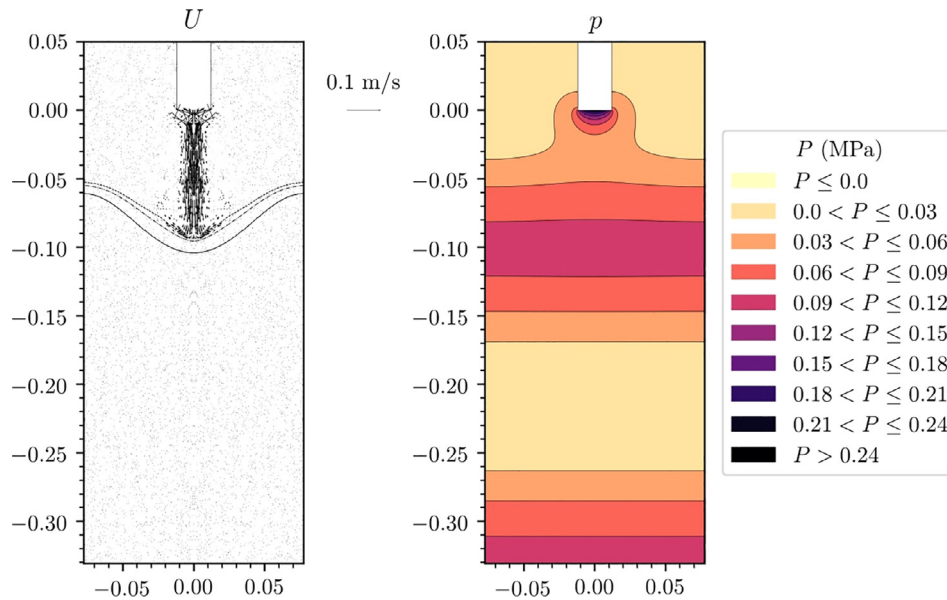 U
p
0.05
0.00
−0.05
−0.10
−0.15
−0.20
−0.25
−0.30
−0.05 0.00 0.05
0.1 m/s
0.05
0.00
−0.05
−0.10
−0.15
−0.20
−0.25
−0.30
−0.05 0.00 0.05
P (MPa)
P ≤ 0.0
0.0 < P ≤ 0.03
0.03 < P ≤ 0.06
0.06 < P ≤ 0.09
0.09 < P ≤ 0.12
0.12 < P ≤ 0.15
0.15 < P ≤ 0.18
0.18 < P ≤ 0.21
0.21 < P ≤ 0.24
P > 0.24